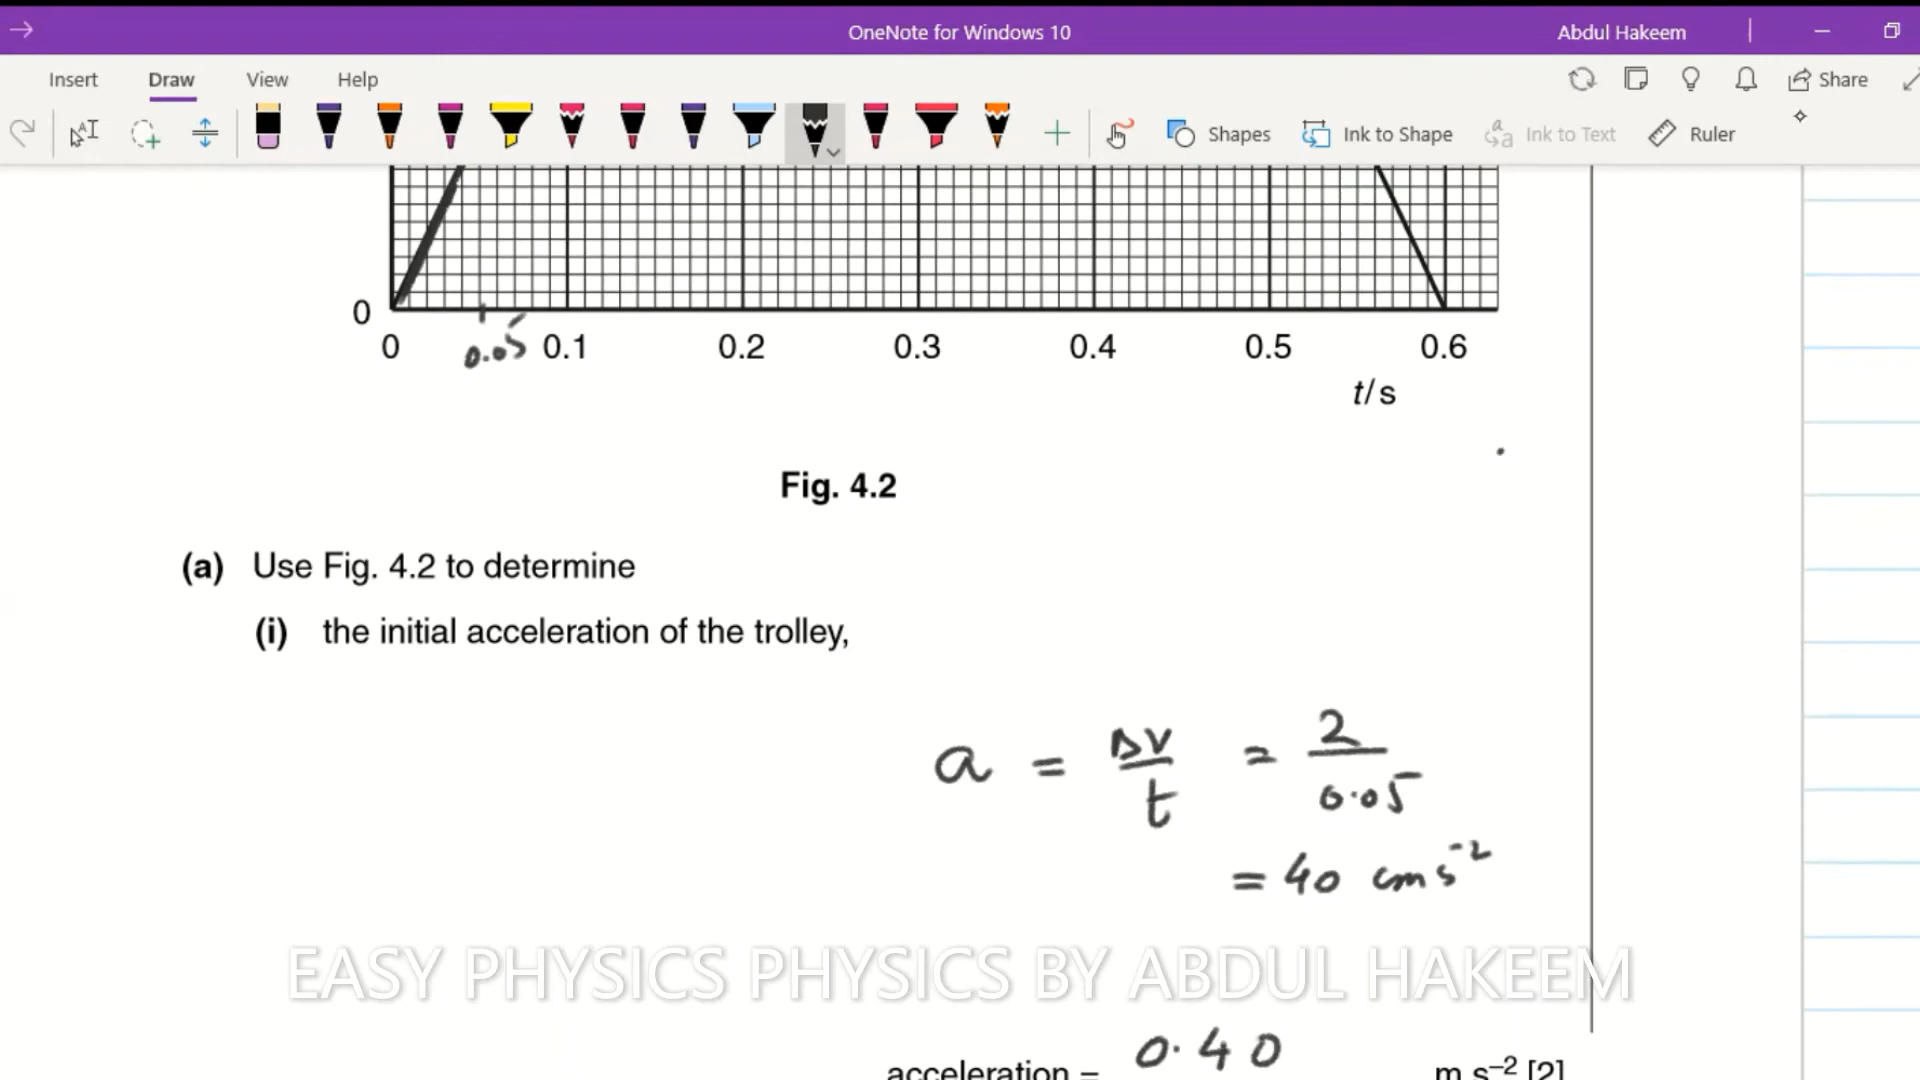 OneNote for Windows 10
Abdul Hakeem
Insert Draw View Help
Share
Shapes Ink to Shape Ink to Text Ruler
0
0 0.05 0.1 0.2 0.3 0.4 0.5 0.6
t/s
Fig. 4.2
(a) Use Fig. 4.2 to determine
(i) the initial acceleration of the trolley,
a = Δv/t = 2/0.05
= 40 cm s⁻²
EASY PHYSICS PHYSICS BY ABDUL HAKEEM
acceleration = 0.40 m s⁻² [2]